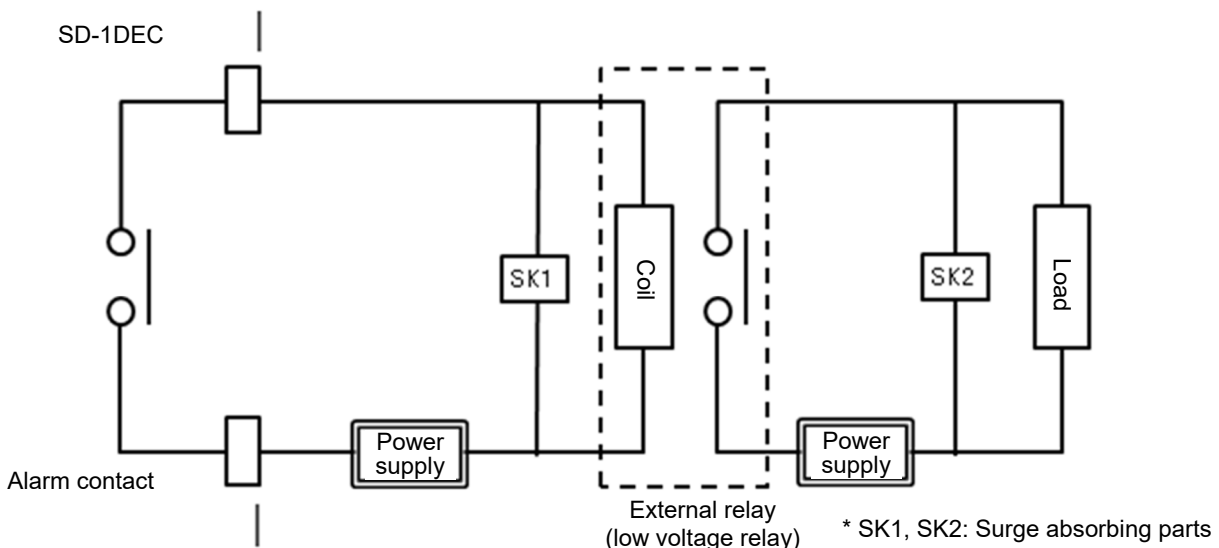 SD-1DEC
SK1
Coil
SK2
Load
Power
supply
Power
supply
Alarm contact
External relay
(low voltage relay)
* SK1, SK2: Surge absorbing parts